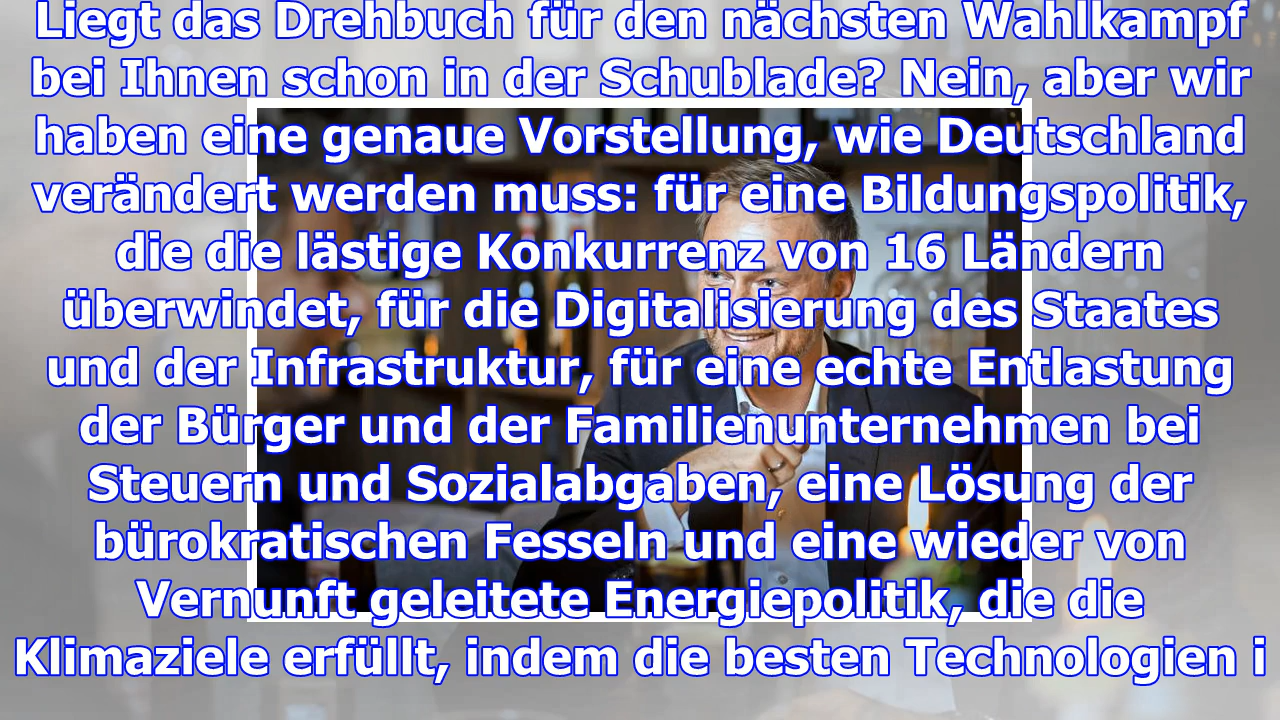 Liegt das Drehbuch für den nächsten Wahlkampf
bei Ihnen schon in der Schublade? Nein, aber wir
haben eine genaue Vorstellung, wie Deutschland
verändert werden muss: für eine Bildungspolitik,
die die lästige Konkurrenz von 16 Ländern
überwindet, für die Digitalisierung des Staates
und der Infrastruktur, für eine echte Entlastung
der Bürger und der Familienunternehmen bei
Steuern und Sozialabgaben, eine Lösung der
bürokratischen Fesseln und eine wieder von
Vernunft geleitete Energiepolitik, die die
Klimaziele erfüllt, indem die besten Technologien i